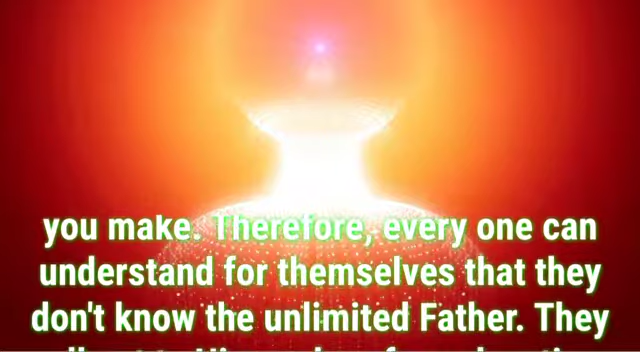 you make. Therefore, every one can
understand for themselves that they
don't know the unlimited Father. They